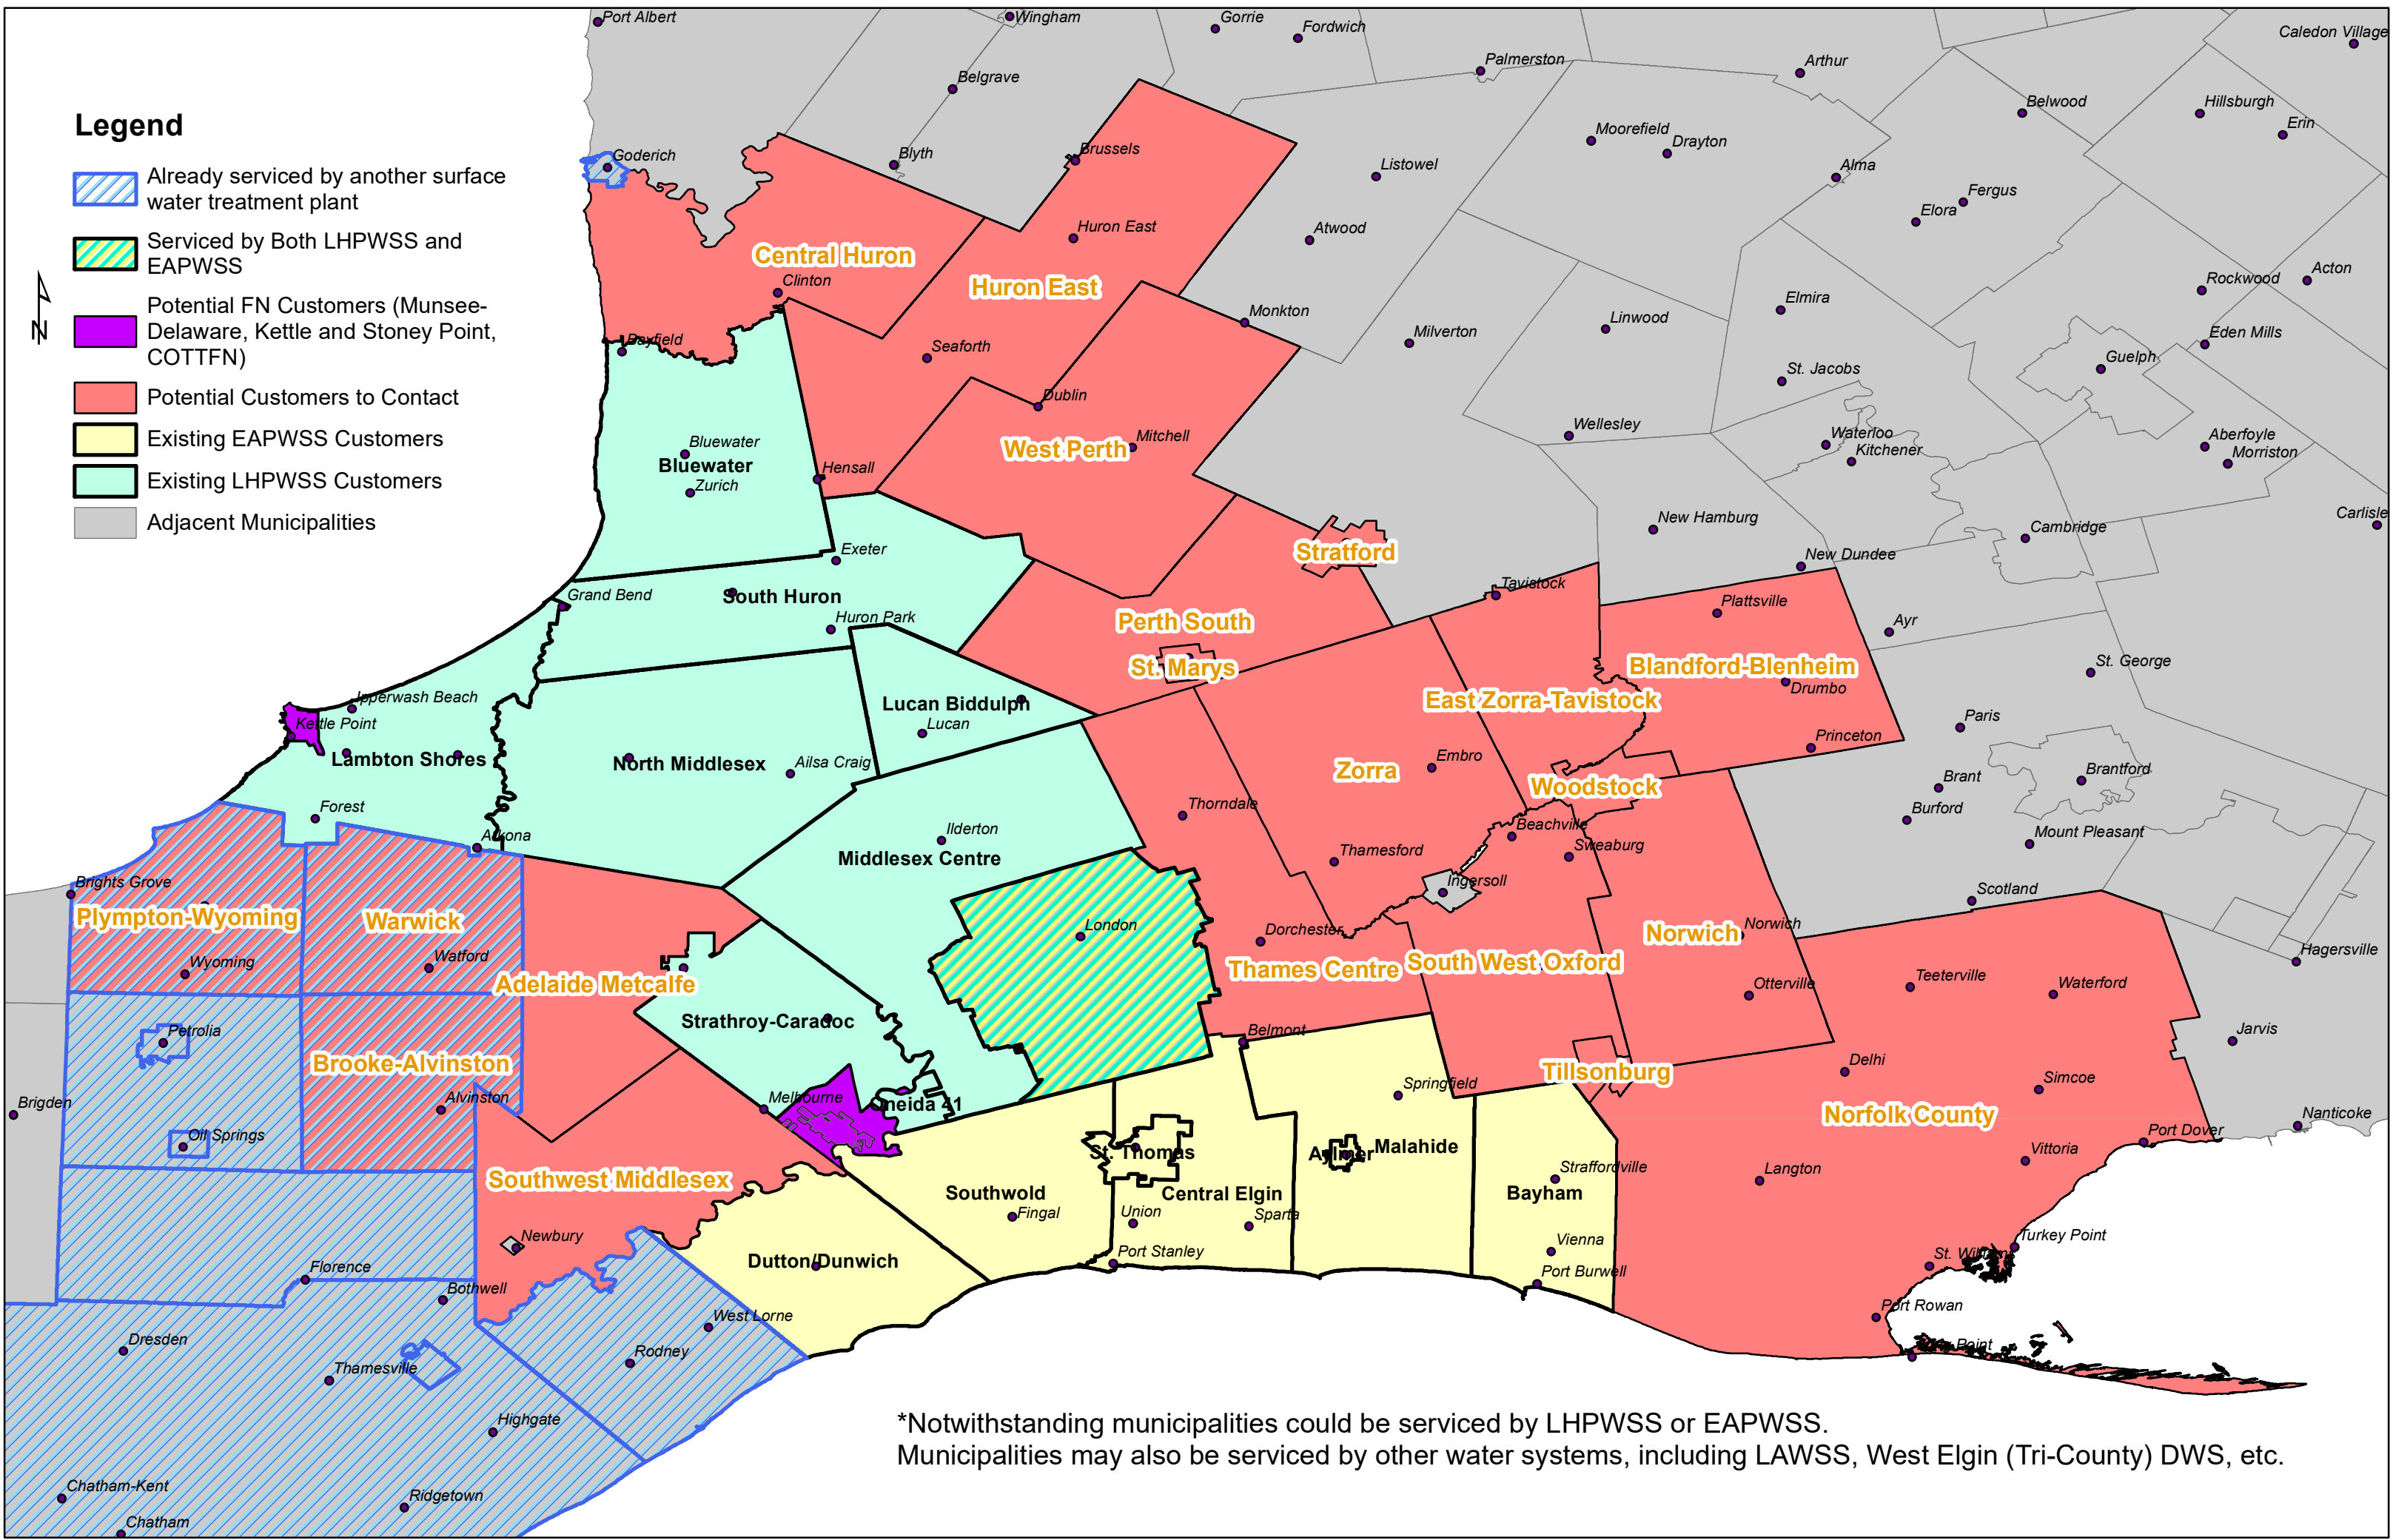 Port Albert
Wingham
Gorrie
Fordwich
Caledon Village
Palmerston
Arthur
Belgrave
Belwood
Hillsburgh
Erin
Legend
Already serviced by another surface
water treatment plant
Serviced by Both LHPWSS and
EAPWSS
Potential FN Customers (Munsee-
Delaware, Kettle and Stoney Point,
COTTFN)
Potential Customers to Contact
Existing EAPWSS Customers
Existing LHPWSS Customers
Adjacent Municipalities
N
Goderich
Blyth
Brussels
Listowel
Moorefield
Drayton
Alma
Fergus
Elora
Huron East
Atwood
Central Huron
Clinton
Huron East
Rockwood
Acton
Monkton
Elmira
Linwood
Milverton
Eden Mills
Bayfield
Seaforth
Guelph
St. Jacobs
Dublin
West Perth
Mitchell
Wellesley
Waterloo
Kitchener
Aberfoyle
Morriston
Bluewater
Bluewater
Zurich
Hensall
New Hamburg
Cambridge
Carlisle
Stratford
Exeter
New Dundee
Grand Bend
South Huron
Huron Park
Tavistock
Plattsville
Perth South
St. Marys
Ayr
Blandford-Blenheim
Drumbo
St. George
East Zorra-Tavistock
Ipperwash Beach
Kettle Point
Lambton Shores
Lucan Biddulph
Lucan
North Middlesex
Ailsa Craig
Zorra
Embro
Princeton
Paris
Woodstock
Brant
Brantford
Burford
Forest
Thorndale
Arkona
Ilderton
Middlesex Centre
Beachville
Sweaburg
Mount Pleasant
Thamesford
Ingersoll
Scotland
Brights Grove
Plympton-Wyoming
Warwick
London
Dorchester
Norwich
Norwich
Wyoming
Watford
Adelaide Metcalfe
Thames Centre
South West Oxford
Hagersville
Otterville
Teeterville
Waterford
Strathroy-Caradoc
Petrolia
Belmont
Jarvis
Brooke-Alvinston
Tillsonburg
Delhi
Simcoe
Brigden
Alvinston
Melbourne
Oneida 41
Springfield
Norfolk County
Nanticoke
Oil Springs
St. Thomas
Aylmer
Malahide
Port Dover
Vittoria
Southwest Middlesex
Southwold
Fingal
Central Elgin
Union
Sparta
Straffordville
Bayham
Langton
Newbury
Port Stanley
Vienna
Port Burwell
Turkey Point
St. Williams
Florence
Bothwell
Dutton/Dunwich
West Lorne
Port Rowan
Dresden
Rodney
Point
Thamesville
Highgate
*Notwithstanding municipalities could be serviced by LHPWSS or EAPWSS.
Municipalities may also be serviced by other water systems, including LAWSS, West Elgin (Tri-County) DWS, etc.
Chatham-Kent
Ridgetown
Chatham